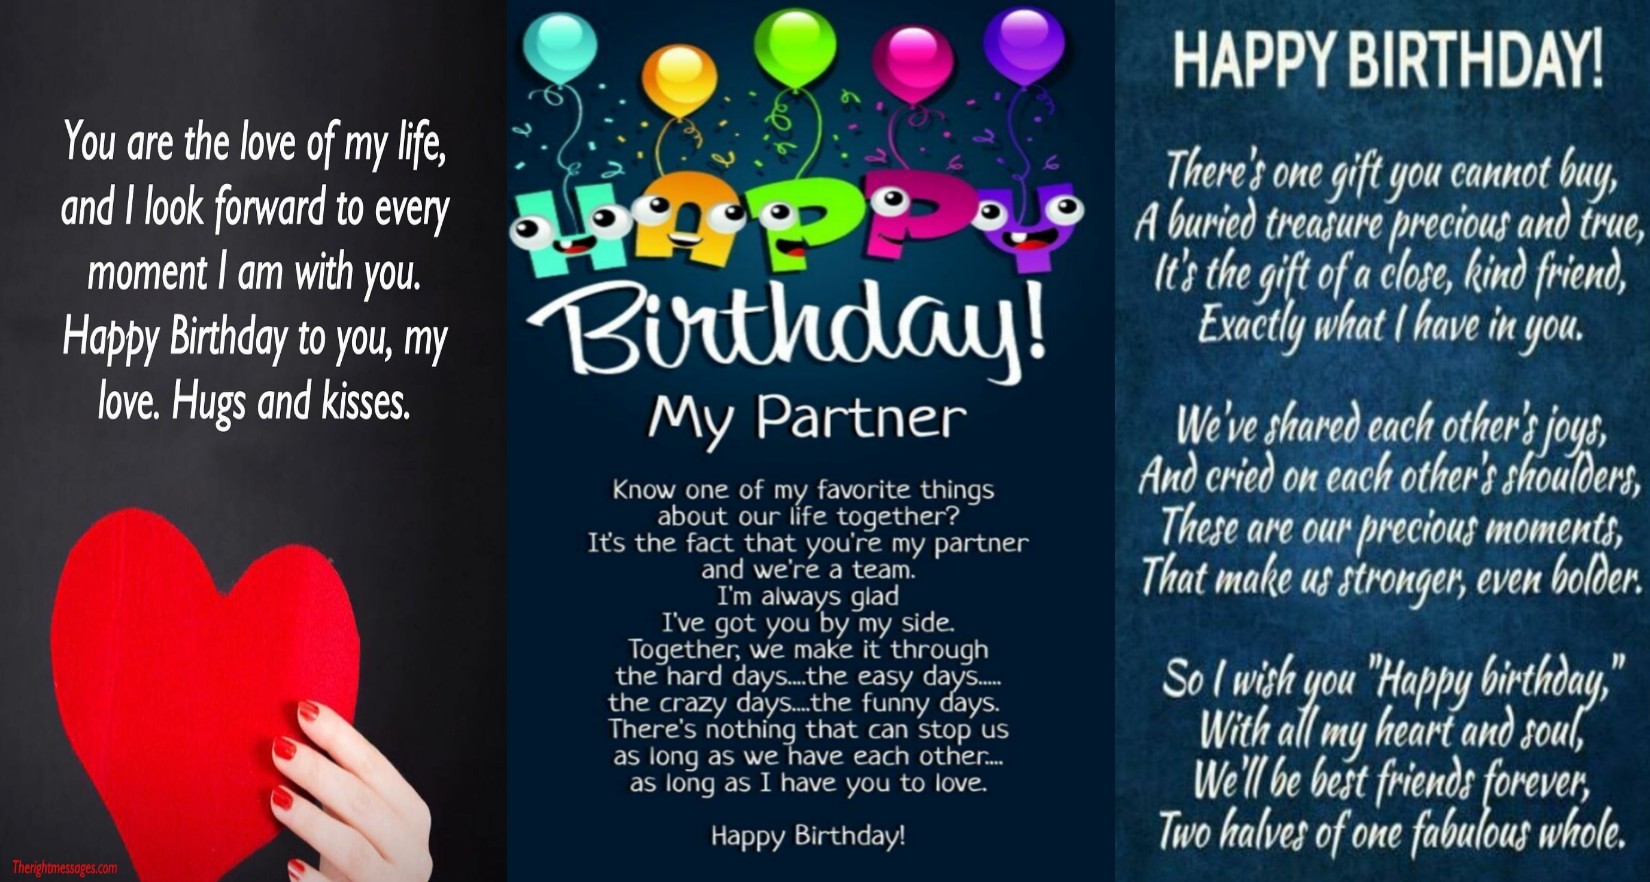 You are the love of my life,
and I look forward to every
moment I am with you.
Happy Birthday to you, my
love. Hugs and kisses.
Therightmessages.com
HAPPY
Birthday!
My Partner
Know one of my favorite things
about our life together?
It's the fact that you're my partner
and we're a team.
I'm always glad
I've got you by my side.
Together, we make it through
the hard days....the easy days.....
the crazy days....the funny days.
There's nothing that can stop us
as long as we have each other....
as long as I have you to love.
Happy Birthday!
HAPPY BIRTHDAY!
There's one gift you cannot buy,
A buried treasure precious and true,
It's the gift of a close, kind friend,
Exactly what I have in you.
We've shared each other's joys,
And cried on each other's shoulders,
These are our precious moments,
That make us stronger, even bolder.
So I wish you "Happy birthday,"
With all my heart and soul,
We'll be best friends forever,
Two halves of one fabulous whole.